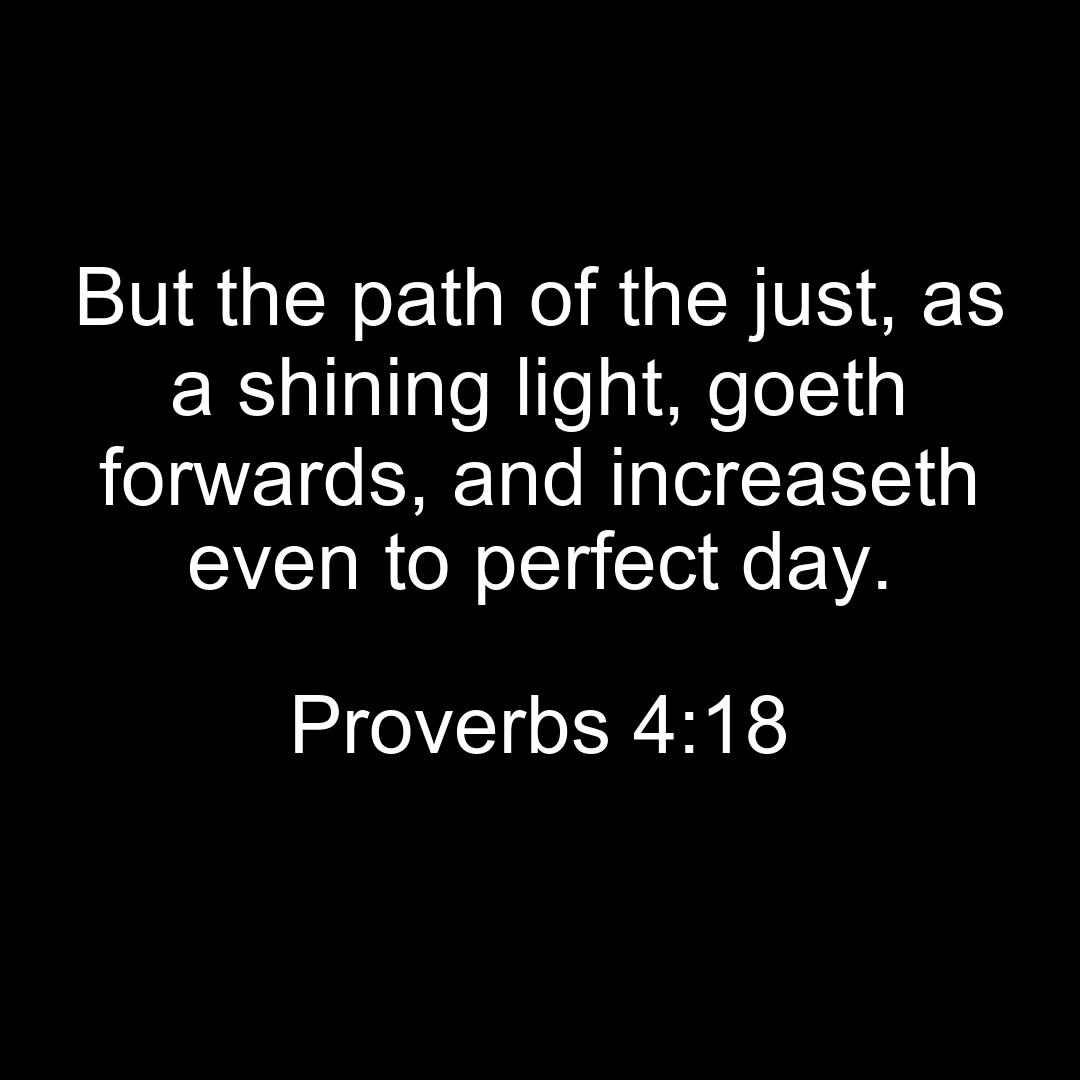 But the path of the just, as
a shining light, goeth
forwards, and increaseth
even to perfect day.
Proverbs 4:18